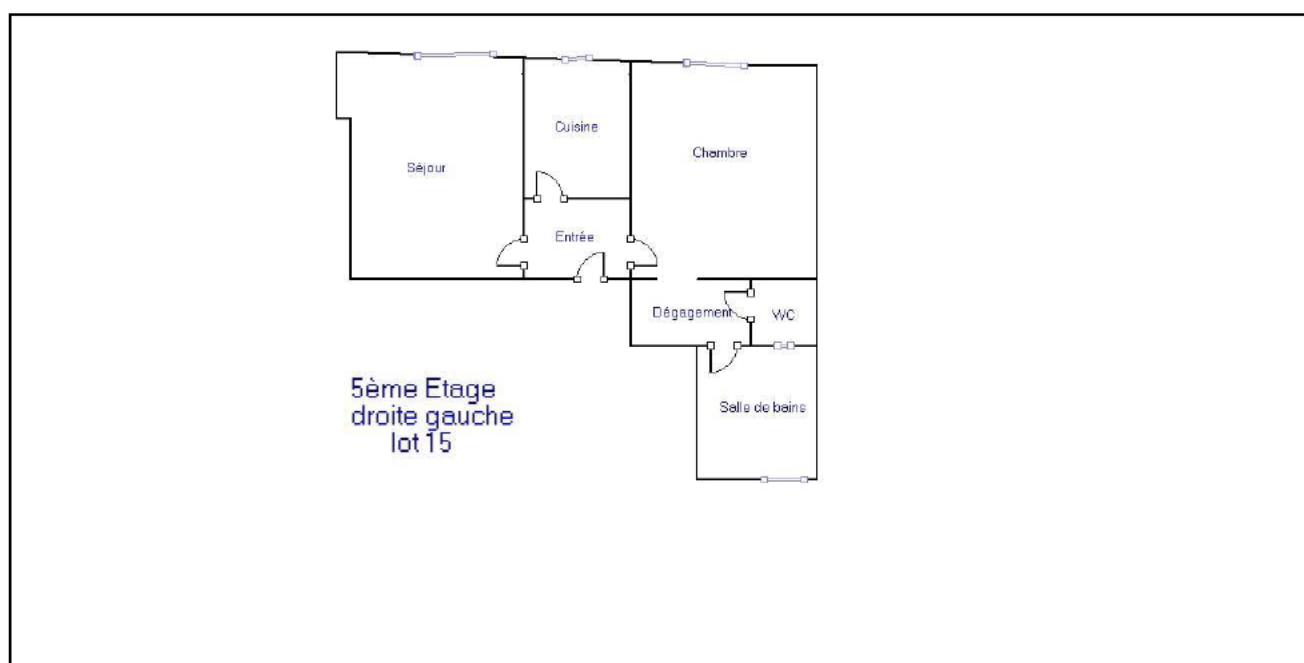 Cuisine
Chambre
Séjour
Entrée
Dégagement
WC
5ème Etage
droite gauche
lot 15
Salle de bains